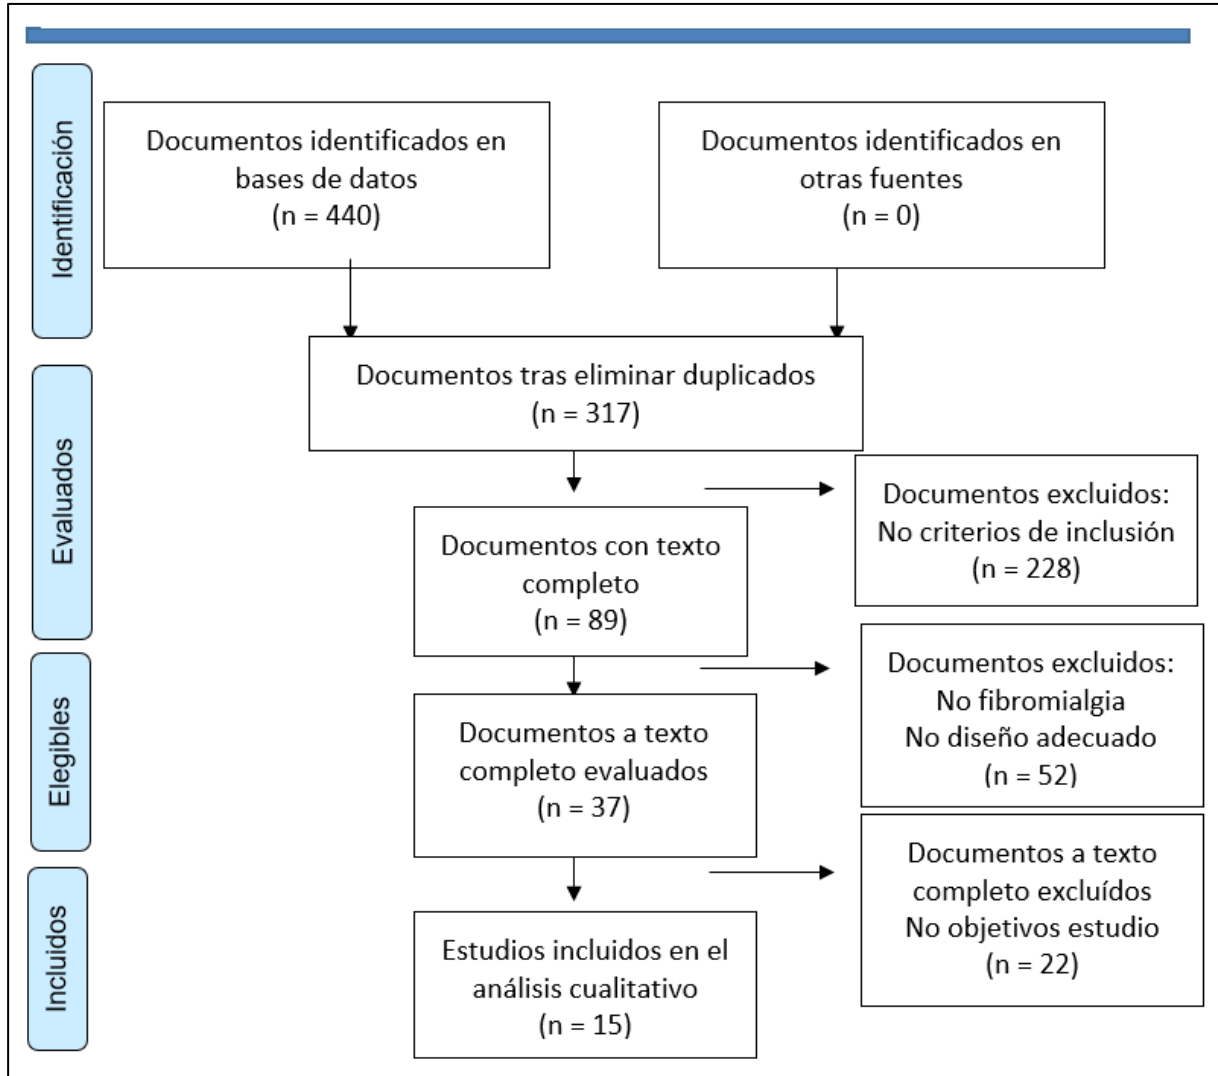 Identificación
Documentos identificados en
bases de datos
(n = 440)
Documentos identificados en
otras fuentes
(n = 0)
Evaluados
Documentos tras eliminar duplicados
(n = 317)
Documentos excluidos:
No criterios de inclusión
(n = 228)
Documentos con texto
completo
(n = 89)
Elegibles
Documentos excluidos:
No fibromialgia
No diseño adecuado
(n = 52)
Documentos a texto
completo evaluados
(n = 37)
Incluidos
Documentos a texto
completo excluídos
No objetivos estudio
(n = 22)
Estudios incluidos en el
análisis cualitativo
(n = 15)